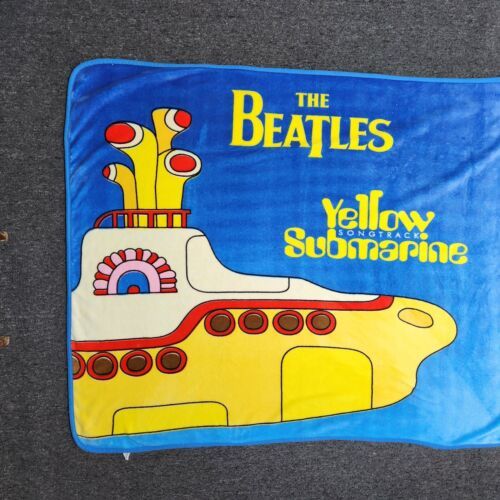 THE
BEATLES
Yellow
SONGTRACK
Submarine